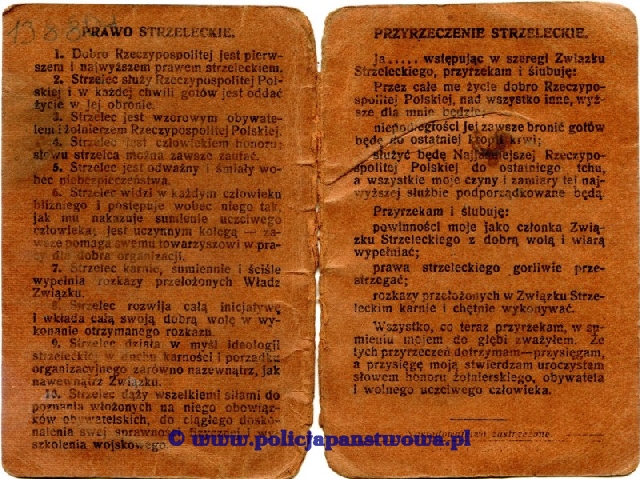 PRAWO STRZELECKIE.
1. Dobro Rzeczypospolitej jest pierw-
szem i najwyższem prawem strzeleckiem.
2. Strzelec służy Rzeczypospolitej Pol-
skiej i w każdej chwili gotów jest oddać
życie w Jej obronie.
3. Strzelec jest wzorowym obywate-
lem i żołnierzem Rzeczypospolitej Polskiej.
4. Strzelec jest człowiekiem honoru;
słowu strzelca można zawsze zaufać.
5. Strzelec jest odważny i śmiały wo-
bec niebezpieczeństwa.
6. Strzelec widzi w każdym człowieku
bliźniego i postępuje wobec niego tak,
jak mu nakazuje sumienie uczciwego
człowieka; jest uczynnym kolegą — za-
wsze pomaga swemu towarzyszowi w pra-
cy dla dobra organizacji.
7. Strzelec karnie, sumiennie i ściśle
wypełnia rozkazy przełożonych Władz
Związku.
8. Strzelec rozwija całą inicjatywę
i wkłada całą swoją dobrą wolę w wy-
konanie otrzymanego rozkazu.
9. Strzelec działa w myśl ideologii
strzeleckiej w duchu karności i porządku
organizacyjnego zarówno nazewnątrz, jak
nawewnątrz Związku.
10. Strzelec dąży wszelkiemi siłami do
poznania włożonych na niego obowiąz-
ków obywatelskich, do ciągłego dosko-
nalenia swej sprawności fizycznej i wy-
szkolenia wojskowego.
PRZYRZECZENIE STRZELECKIE.
Ja ..... wstępując w szeregi Związku
Strzeleckiego, przyrzekam i ślubuję:
Przez całe me życie dobro Rzeczypo-
spolitej Polskiej, nad wszystko inne, wyż-
sze dla mnie będzie;
niepodległości Jej zawsze bronić gotów
będę do ostatniej kropli krwi;
służyć będę Najjaśniejszej Rzeczypo-
spolitej Polskiej do ostatniego tchu,
a wszystkie moje czyny i zamiary tej naj-
wyższej służbie podporządkowane będą.
Przyrzekam i ślubuję:
powinności moje jako członka Zwią-
zku Strzeleckiego z dobrą wolą i wiarą
wypełniać;
prawa strzeleckiego gorliwie prze-
strzegać;
rozkazy przełożonych w Związku Strze-
leckim karnie i chętnie wykonywać.
Wszystko, co teraz przyrzekam, w su-
mieniu mojem do głębi zważyłem. Że
tych przyrzeczeń dotrzymam—przysięgam,
a przysięgę moją stwierdzam uroczystem
słowem honoru żołnierskiego, obywatela
i wolnego uczciwego człowieka.
zastrzeżone.
© www.policjapanstwowa.pl